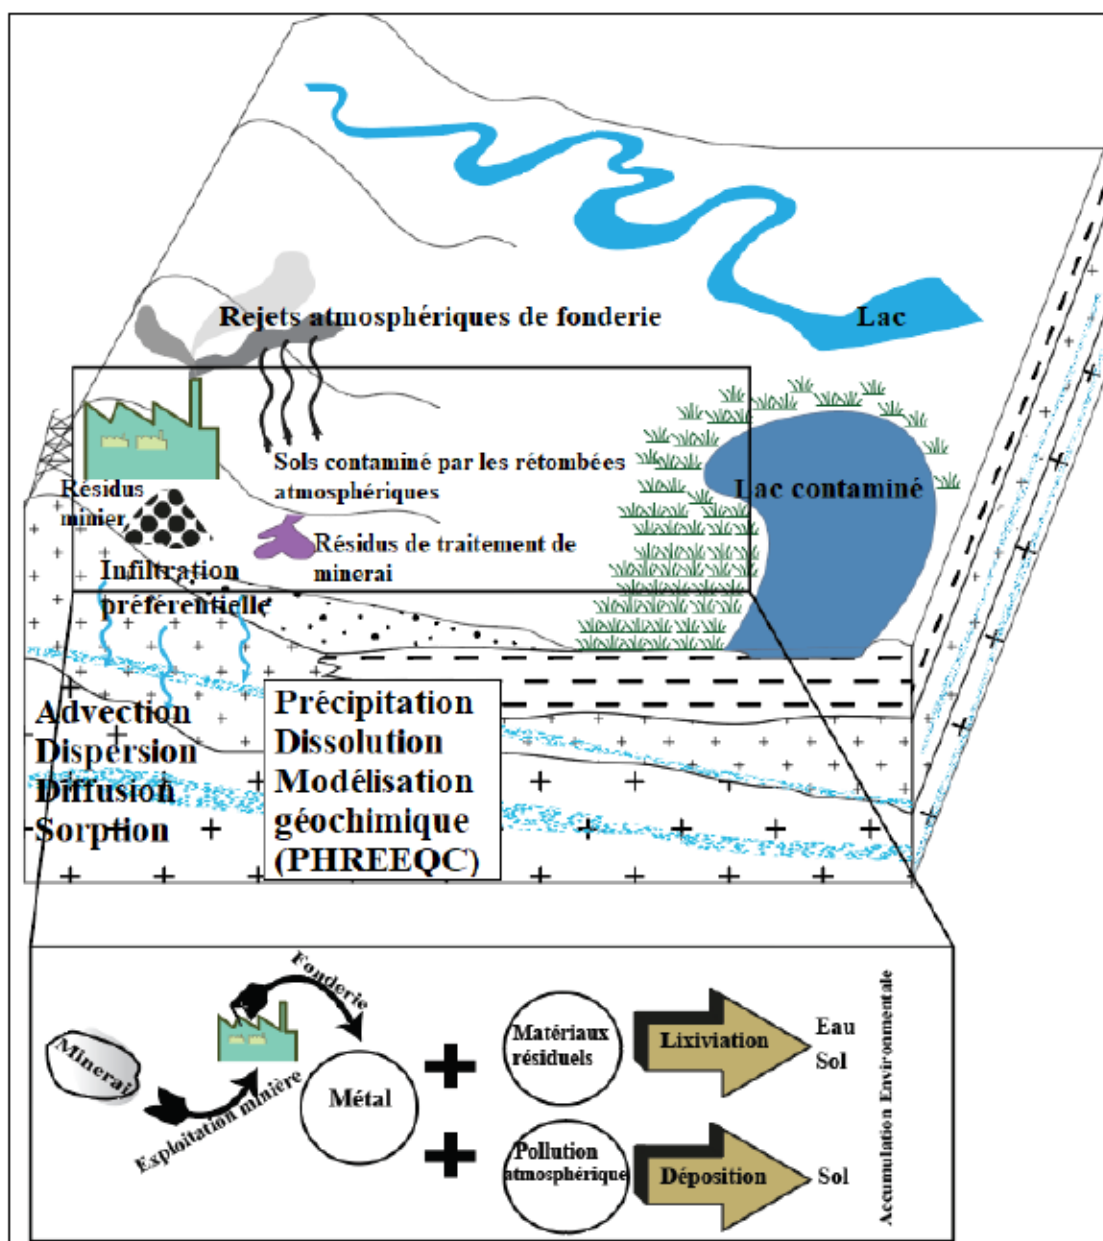 Rejets atmosphériques de fonderie
Lac
Sols contaminé par les rétombées
atmosphériques
Lac contaminé
Résidus
minier
Résidus de traitement de
minerai
Infiltration
préférentielle
Advection
Dispersion
Diffusion
Sorption
Précipitation
Dissolution
Modélisation
géochimique
(PHREEQC)
Minerai
Exploitation minière
Fonderie
Métal
Matériaux
résiduels
Lixiviation
Eau
Sol
Pollution
atmosphérique
Déposition
Sol
Accumulation Environmentale